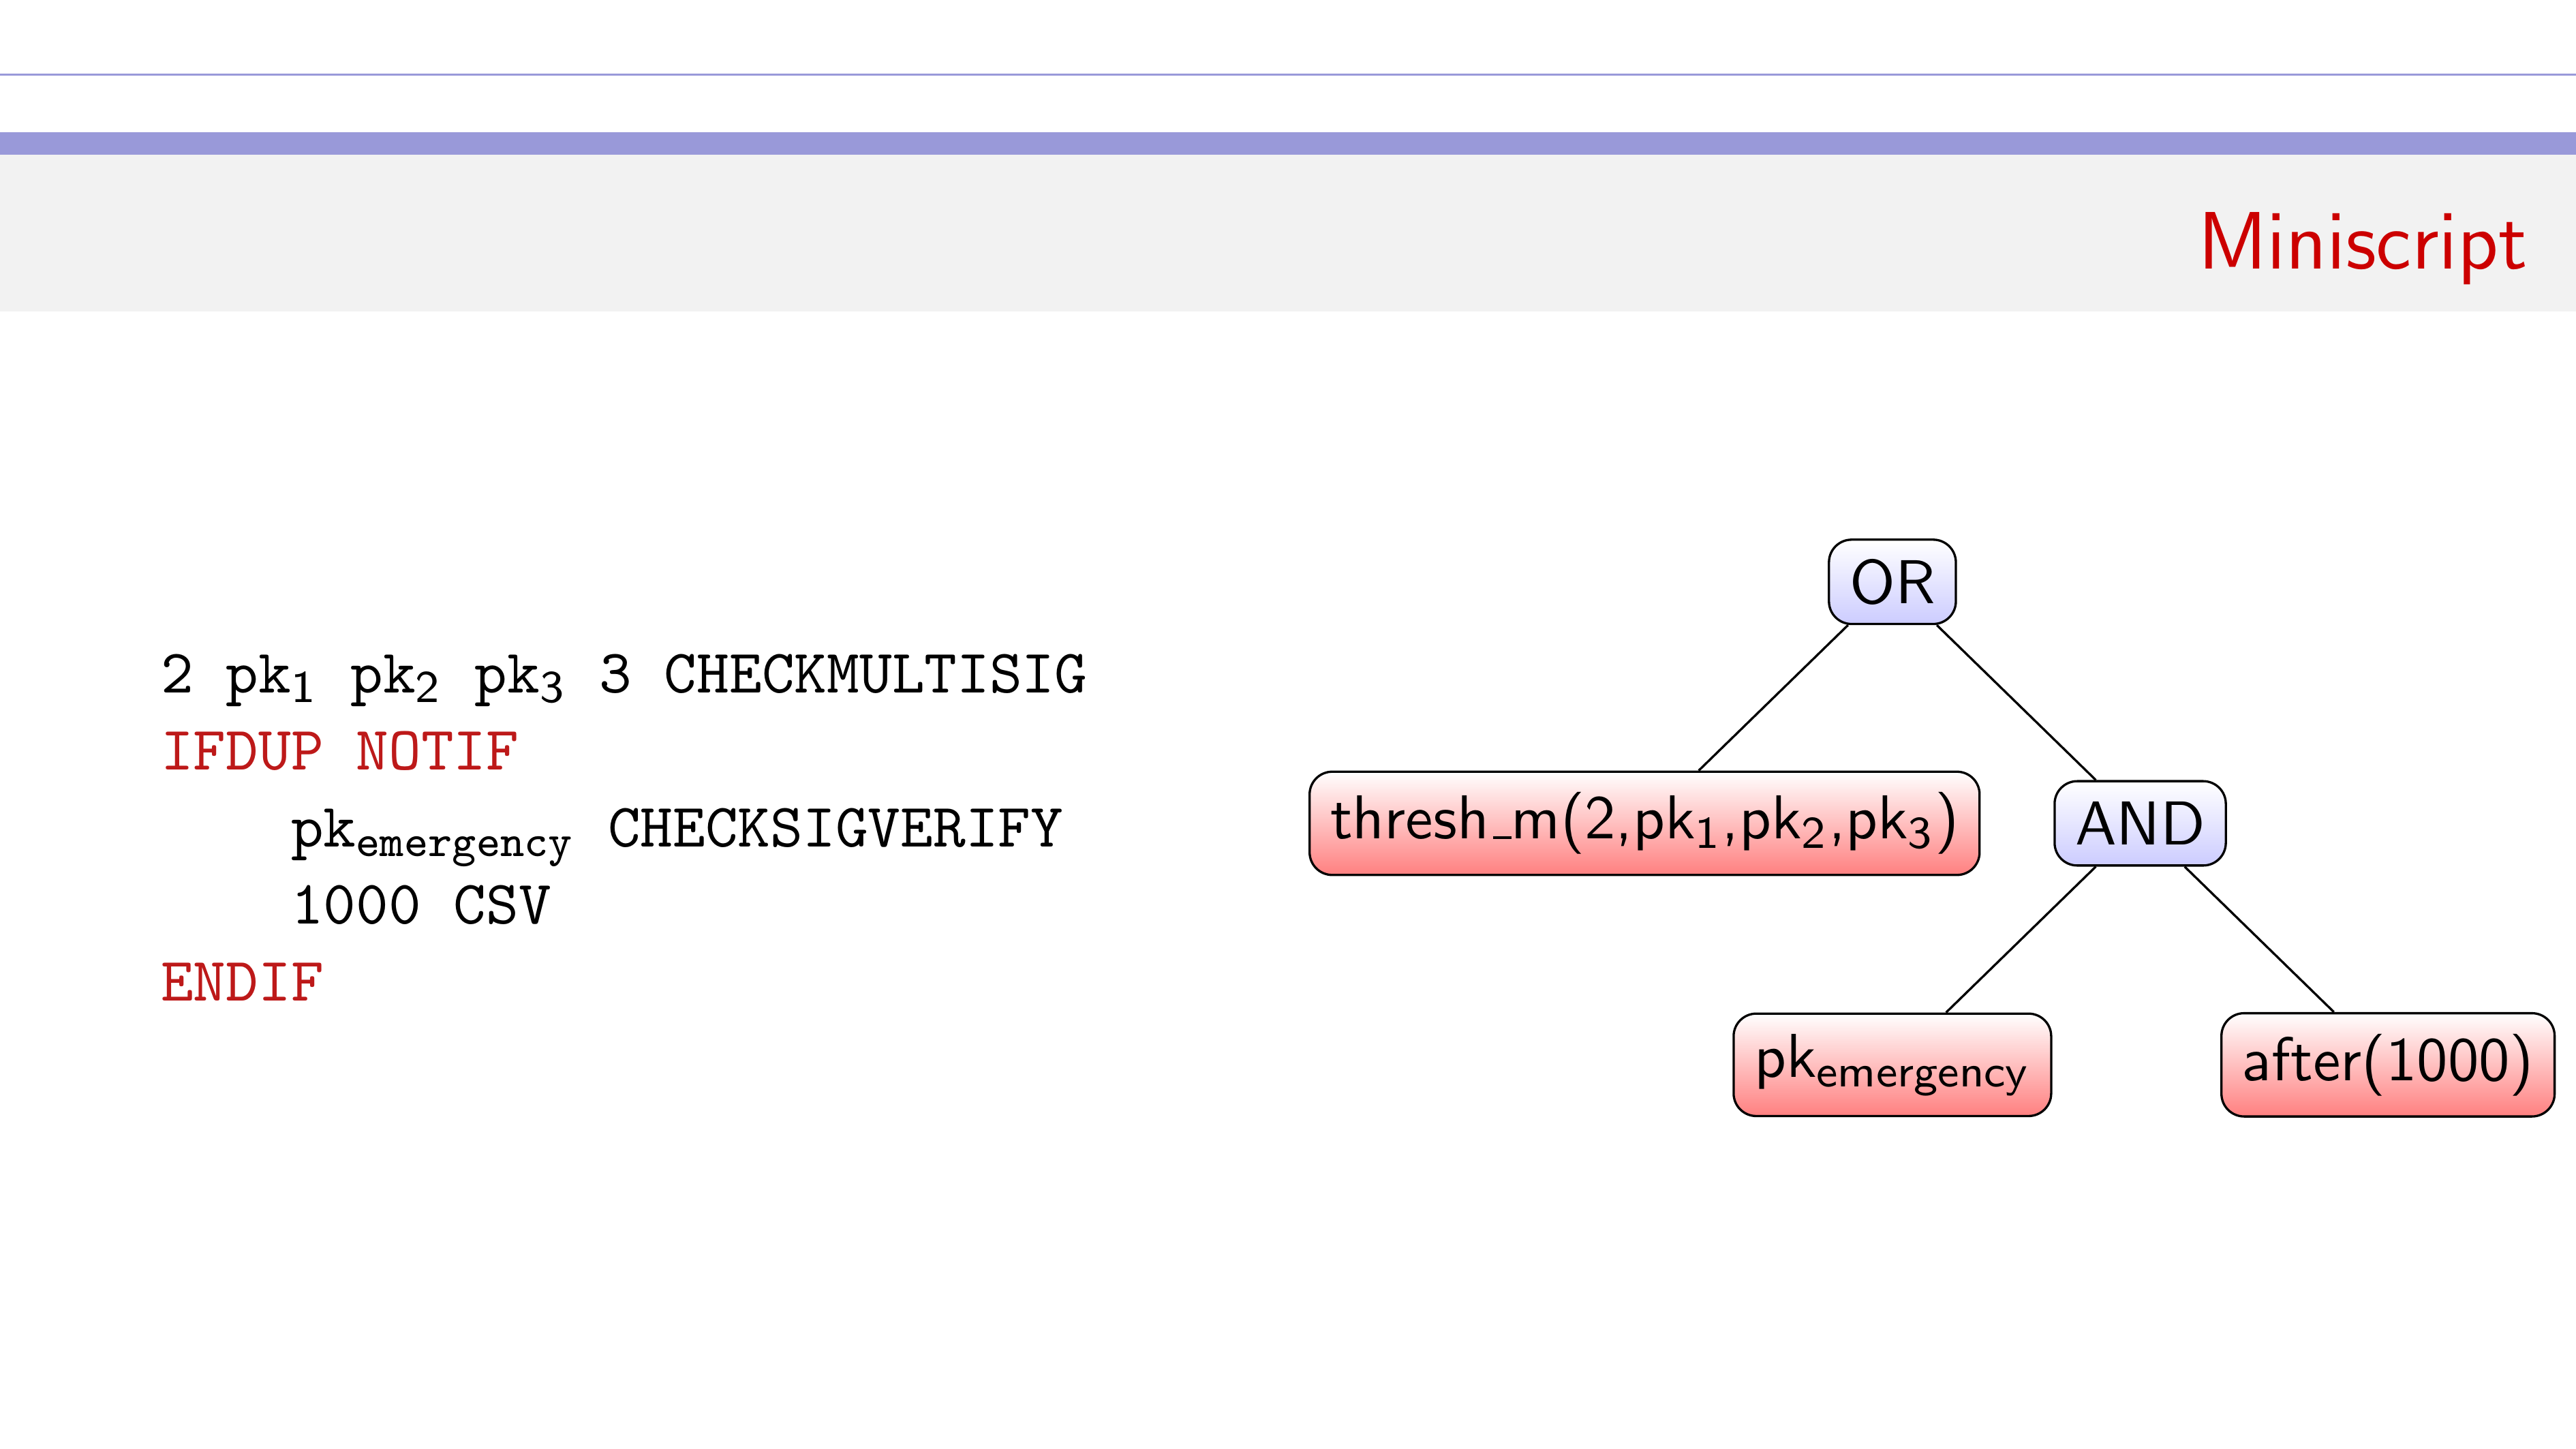 Miniscript
2 pk₁ pk₂ pk₃ 3 CHECKMULTISIG
IFDUP NOTIF
pkₑₘₑᵣgₑₙcy CHECKSIGVERIFY
1000 CSV
ENDIF
OR
thresh_m(2,pk₁,pk₂,pk₃)
AND
pkₑₘₑᵣgₑₙcy
after(1000)